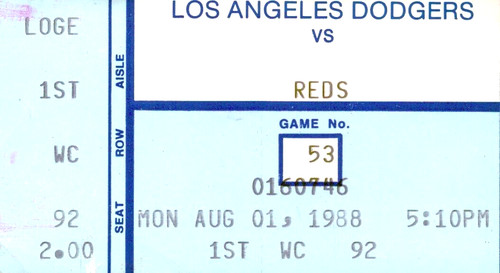 LOGE
1ST
WC
92
2.00
AISLE
ROW
SEAT
LOS ANGELES DODGERS
VS
REDS
GAME No.
53
0160746
MON AUG 01, 1988 5:10PM
1ST WC 92